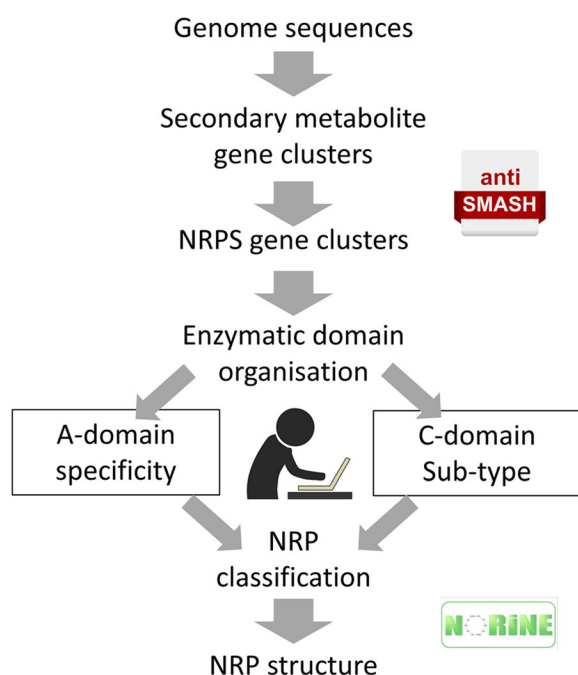 Genome sequences
Secondary metabolite
gene clusters
anti
SMASH
NRPS gene clusters
Enzymatic domain
organisation
A-domain
specificity
C-domain
Sub-type
NRP
classification
NORiNE
NRP structure